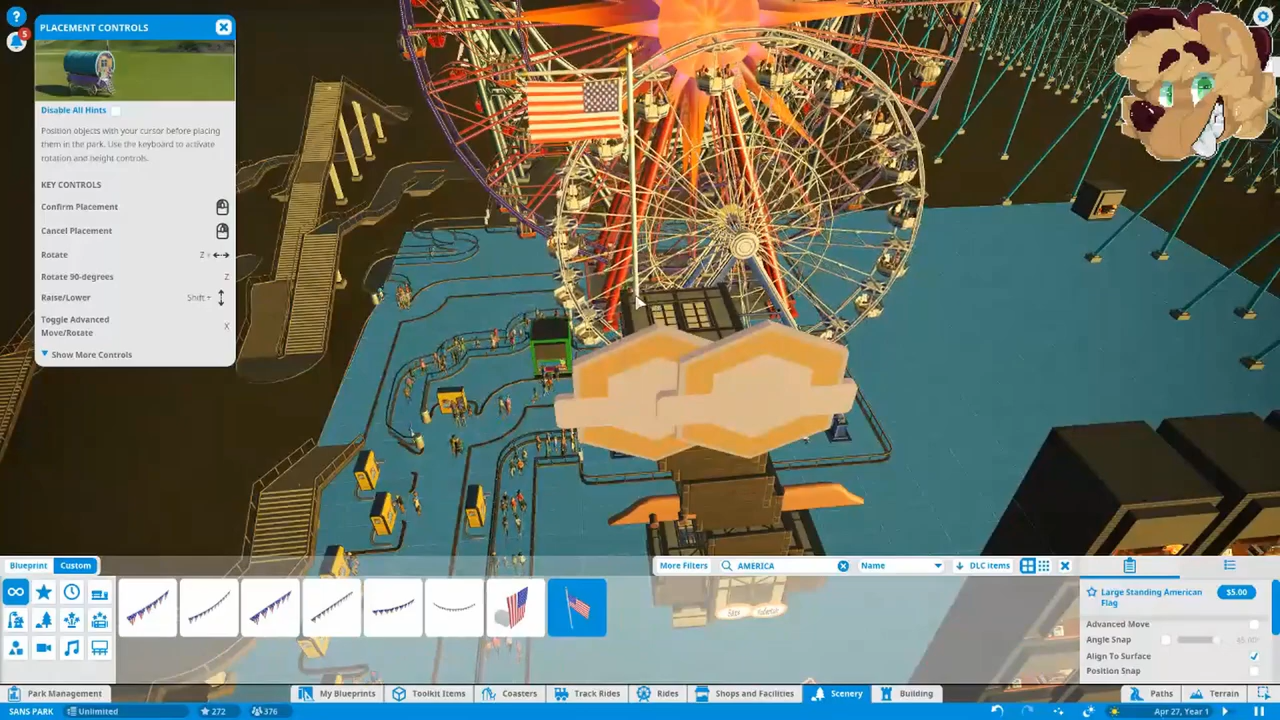 ?
5
PLACEMENT CONTROLS
Disable All Hints
Position objects with your cursor before placing
them in the park. Use the keyboard to activate
rotation and height controls.
KEY CONTROLS
Confirm Placement
Cancel Placement
Rotate Z +
Rotate 90-degrees Z
Raise/Lower Shift +
Toggle Advanced
Move/Rotate X
Show More Controls
Blueprint Custom
More Filters AMERICA Name DLC items
Large Standing American
Flag $5.00
Advanced Move
Angle Snap 45.00°
Align To Surface
Position Snap
Park Management My Blueprints Toolkit Items Coasters Track Rides Rides Shops and Facilities Scenery Building Paths Terrain
SANS PARK Unlimited 272 376 Apr 27, Year 1